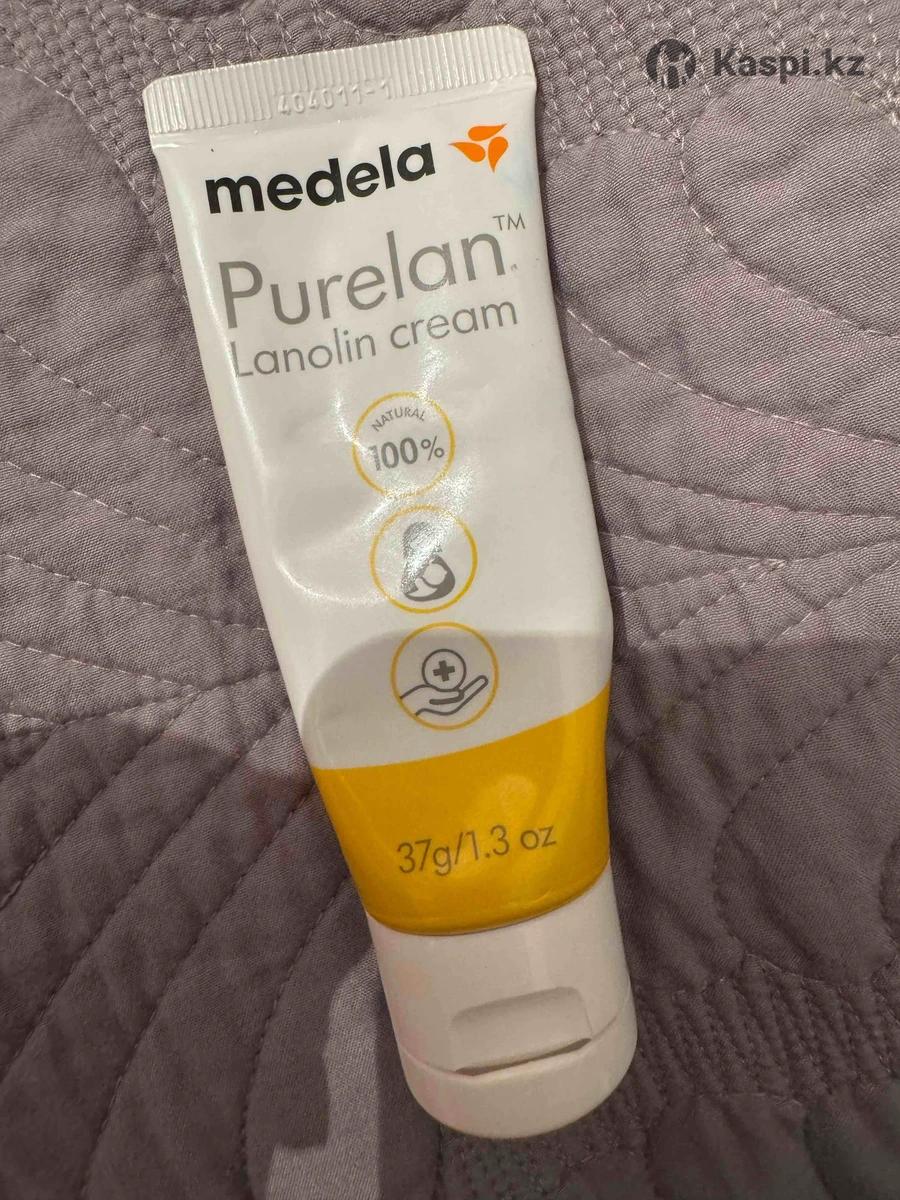 Kaspi.kz
404011-1
medela
Purelan™
Lanolin cream
NATURAL
100%
37g/1.3 oz